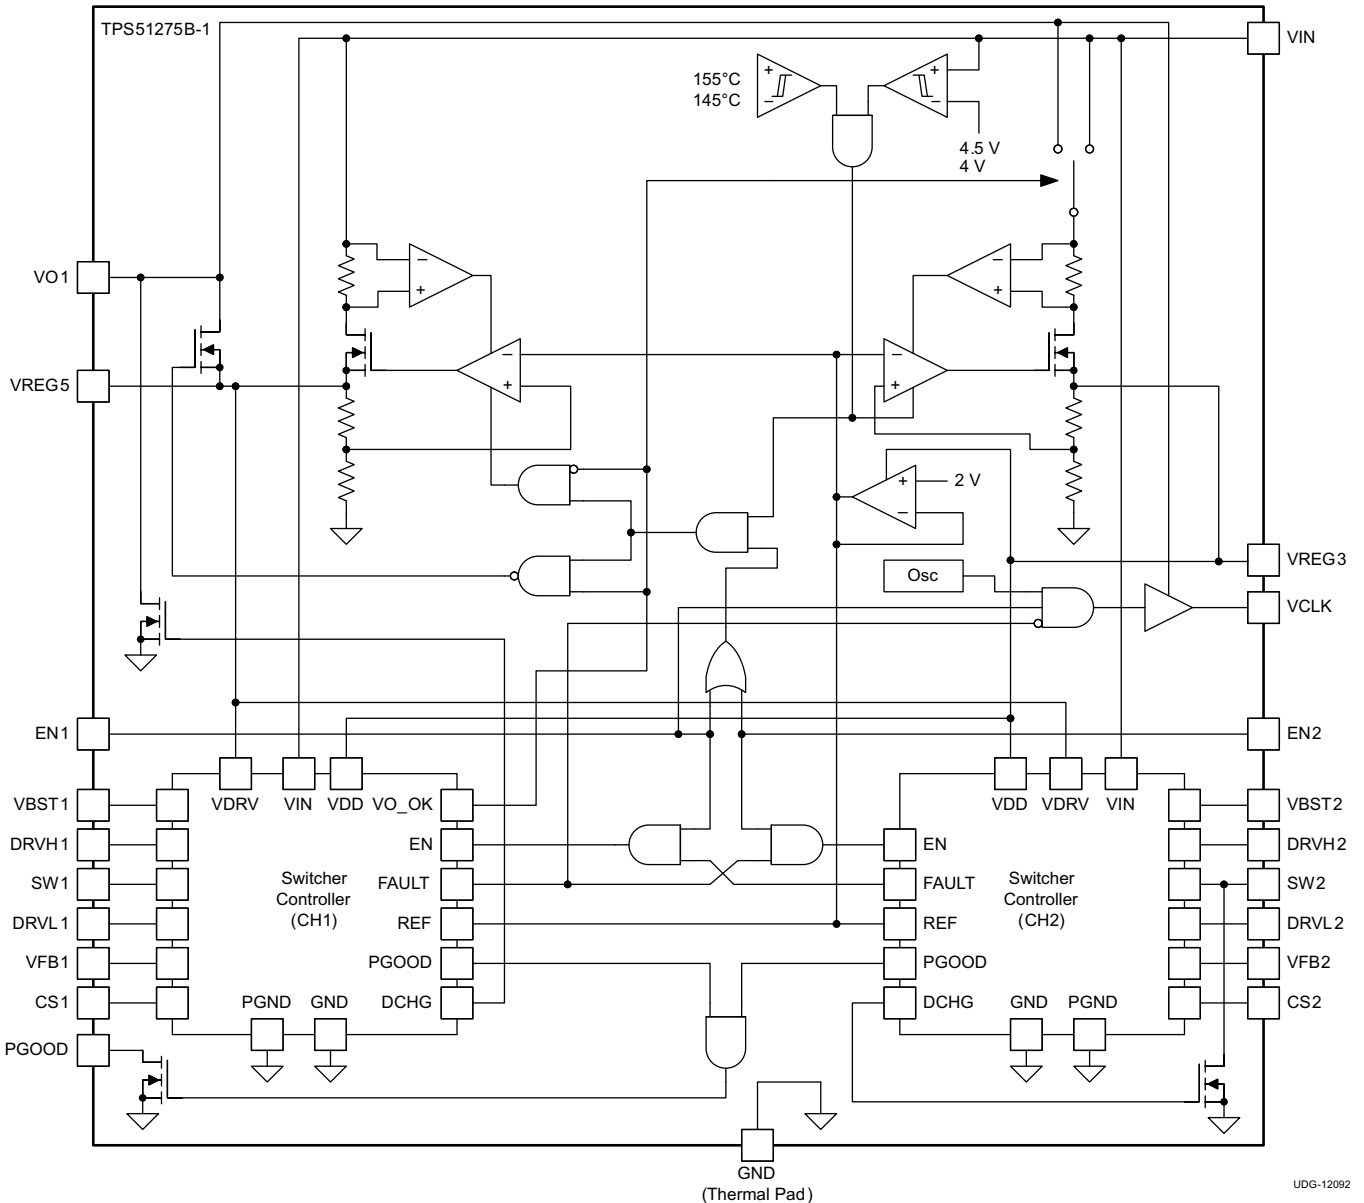 TPS51275B-1
VIN
155°C
145°C
+
−
+
−
4.5 V
4 V
VO1
−
+
−
+
VREG5
−
+
−
+
+
−
2 V
Osc
VREG3
VCLK
EN1
EN2
VDRV
VIN
VDD
VO_OK
VDD
VDRV
VIN
VBST1
VBST2
DRVH1
EN
EN
DRVH2
SW1
Switcher
Controller
(CH1)
FAULT
FAULT
Switcher
Controller
(CH2)
SW2
DRVL1
REF
REF
DRVL2
VFB1
PGOOD
PGOOD
VFB2
CS1
PGND
GND
DCHG
DCHG
GND
PGND
CS2
PGOOD
GND
(Thermal Pad)
UDG-12092